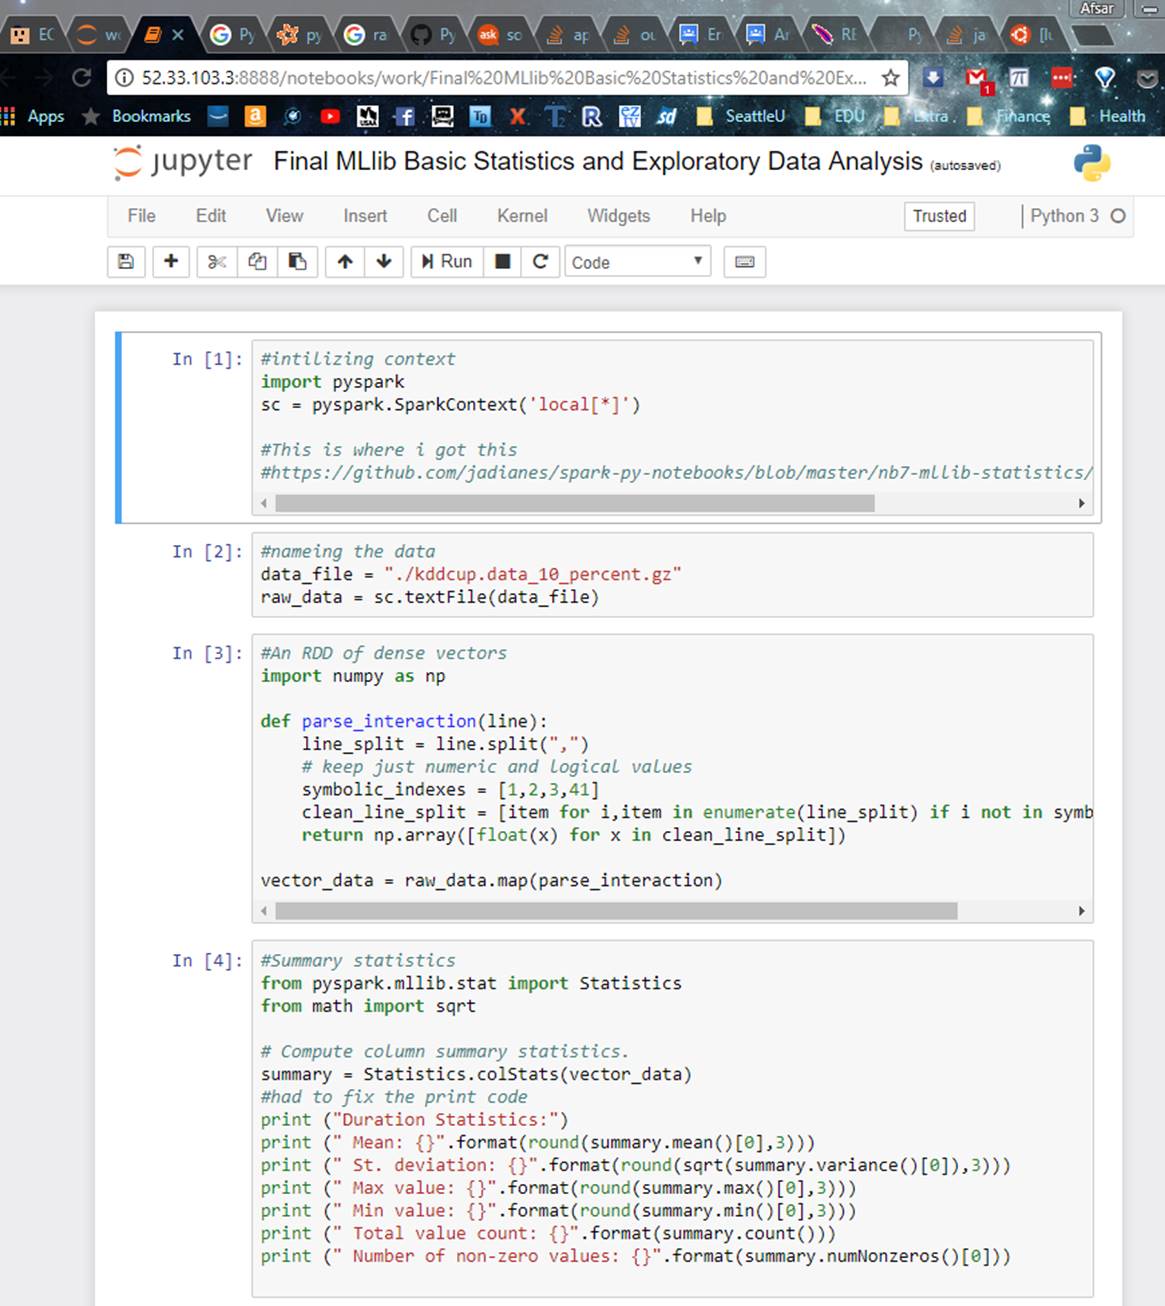 Afsar
EC
wo
Py
py
ra
Py
so
ap
ou
Er
Ar
RE
Py
ja
52.33.103.3:8888/notebooks/work/Final%20MLlib%20Basic%20Statistics%20and%20Ex...
1
Apps Bookmarks SeattleU EDU Extra Finance Health
jupyter Final MLlib Basic Statistics and Exploratory Data Analysis (autosaved)
File Edit View Insert Cell Kernel Widgets Help Trusted Python 3
Run Code
In [1]: #intilizing context
import pyspark
sc = pyspark.SparkContext('local[*]')
#This is where i got this
#https://github.com/jadianes/spark-py-notebooks/blob/master/nb7-mllib-statistics/
In [2]: #nameing the data
data_file = "./kddcup.data_10_percent.gz"
raw_data = sc.textFile(data_file)
In [3]: #An RDD of dense vectors
import numpy as np
def parse_interaction(line):
line_split = line.split(",")
# keep just numeric and logical values
symbolic_indexes = [1,2,3,41]
clean_line_split = [item for i,item in enumerate(line_split) if i not in symb
return np.array([float(x) for x in clean_line_split])
vector_data = raw_data.map(parse_interaction)
In [4]: #Summary statistics
from pyspark.mllib.stat import Statistics
from math import sqrt
# Compute column summary statistics.
summary = Statistics.colStats(vector_data)
#had to fix the print code
print ("Duration Statistics:")
print (" Mean: {}".format(round(summary.mean()[0],3)))
print (" St. deviation: {}".format(round(sqrt(summary.variance()[0]),3)))
print (" Max value: {}".format(round(summary.max()[0],3)))
print (" Min value: {}".format(round(summary.min()[0],3)))
print (" Total value count: {}".format(summary.count()))
print (" Number of non-zero values: {}".format(summary.numNonzeros()[0]))